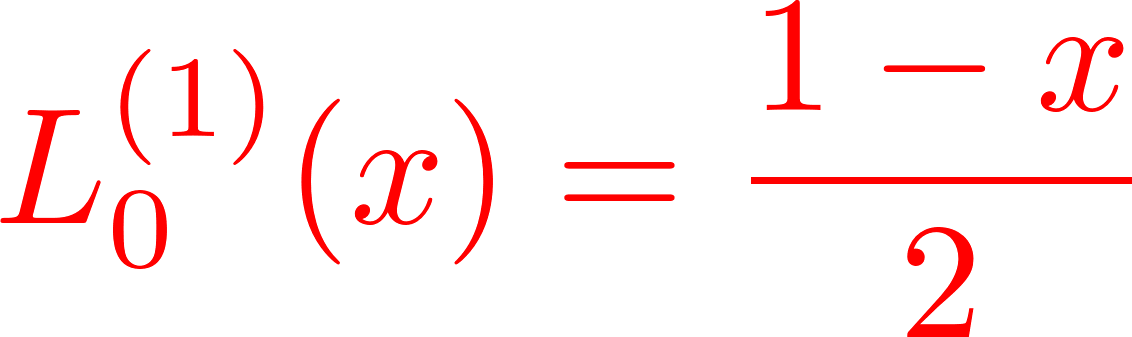 L_0^{(1)}(x) = \frac{1 - x}{2}